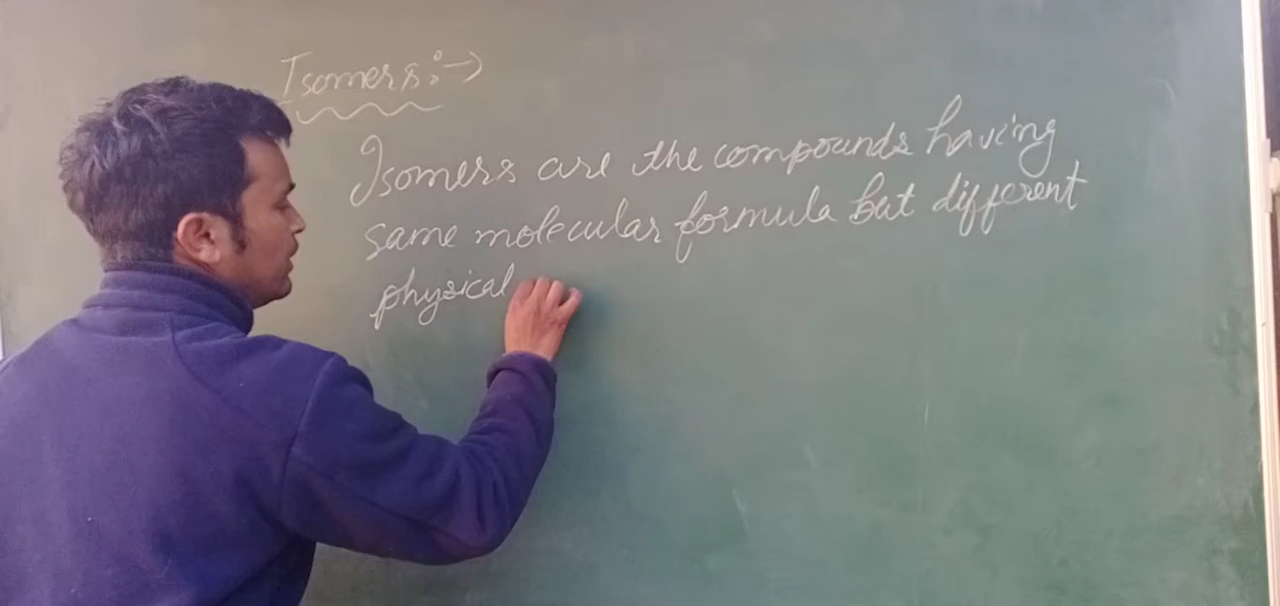 Isomers:→
Isomers are the compounds having
same molecular formula but different
physical